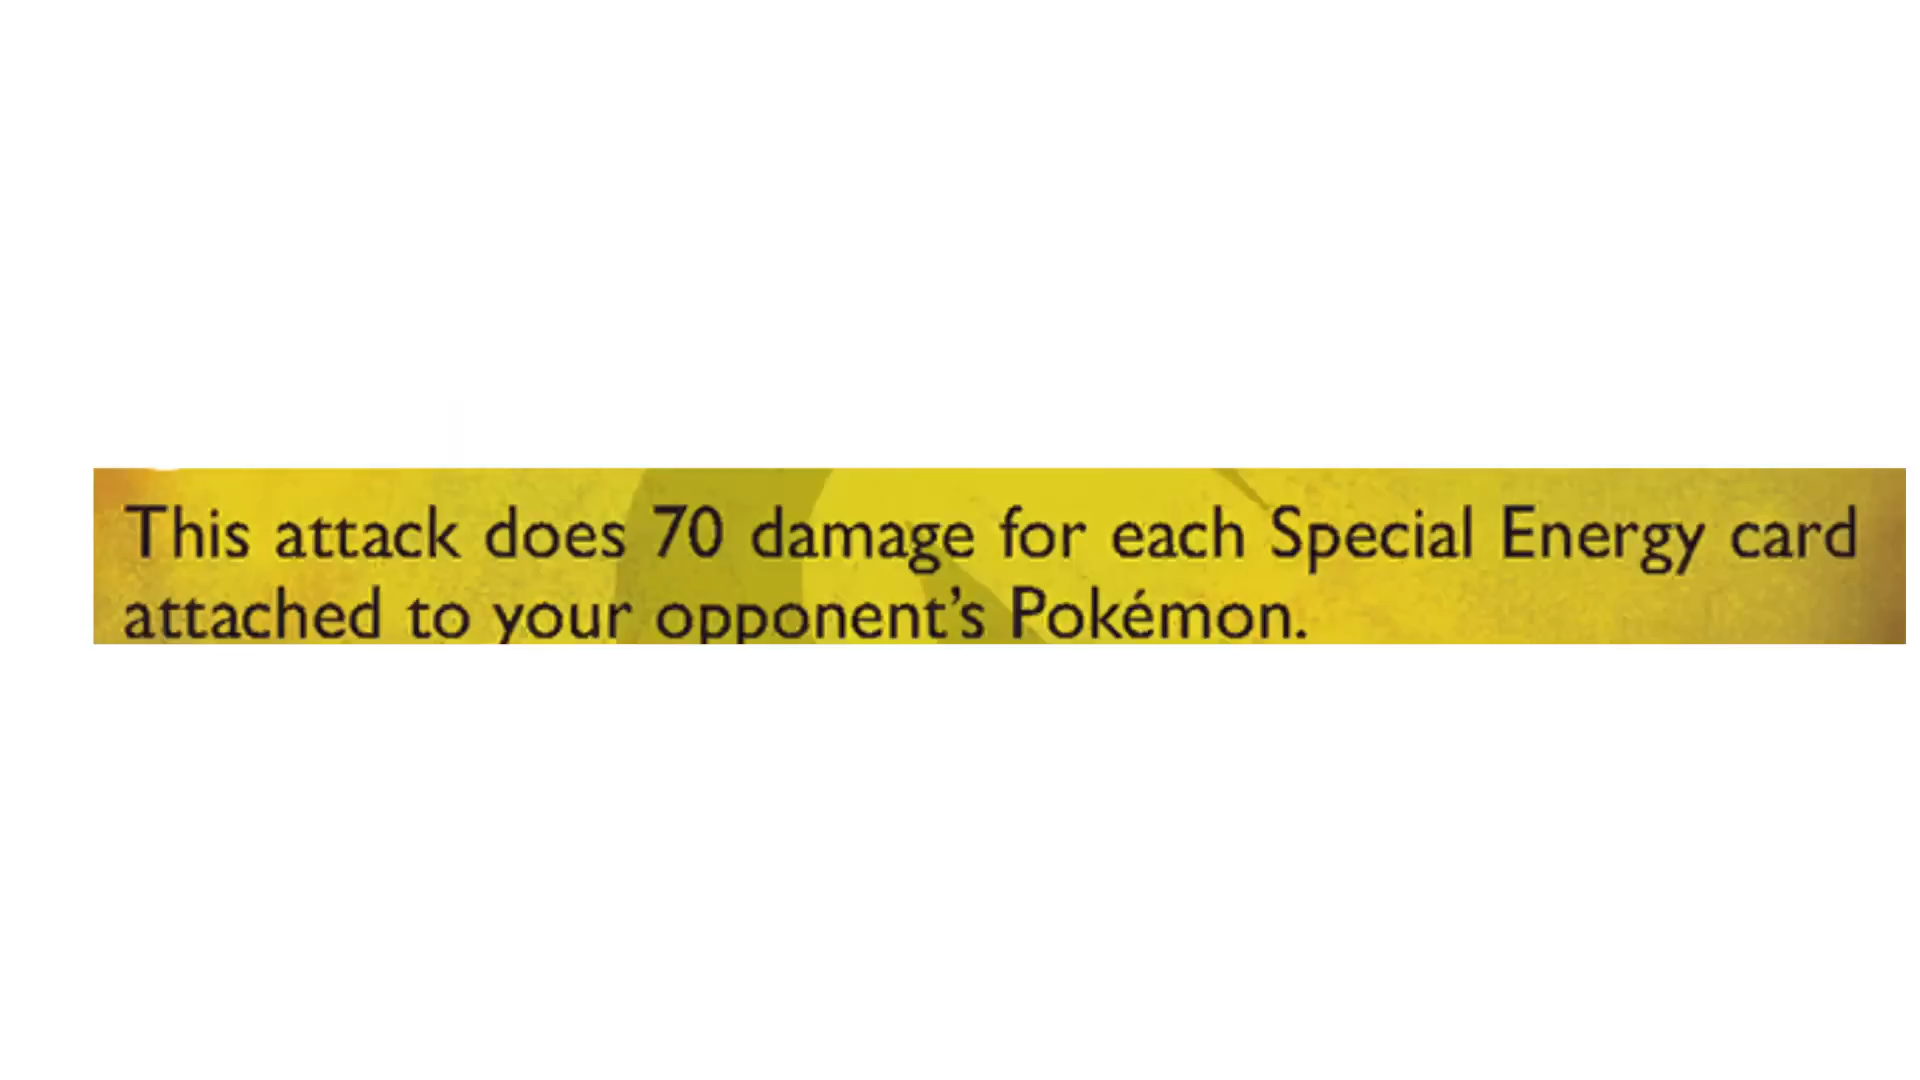 This attack does 70 damage for each Special Energy card
attached to your opponent’s Pokémon.